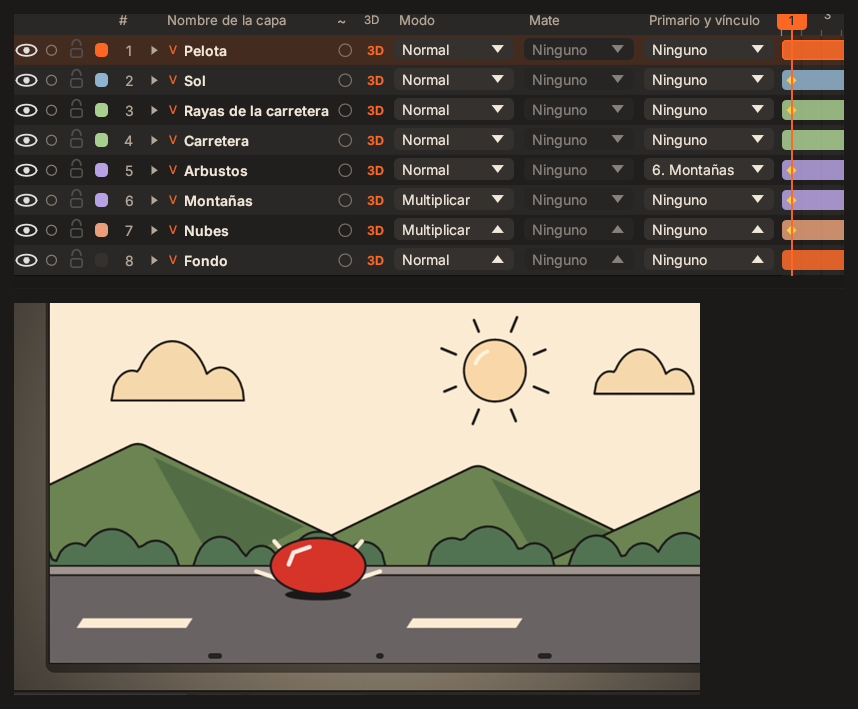 # Nombre de la capa ~ 3D Modo Mate Primario y vínculo 1 3
1 V Pelota 3D Normal Ninguno Ninguno
2 V Sol 3D Normal Ninguno Ninguno
3 V Rayas de la carretera 3D Normal Ninguno Ninguno
4 V Carretera 3D Normal Ninguno Ninguno
5 V Arbustos 3D Normal Ninguno 6. Montañas
6 V Montañas 3D Multiplicar Ninguno Ninguno
7 V Nubes 3D Multiplicar Ninguno Ninguno
8 V Fondo 3D Normal Ninguno Ninguno